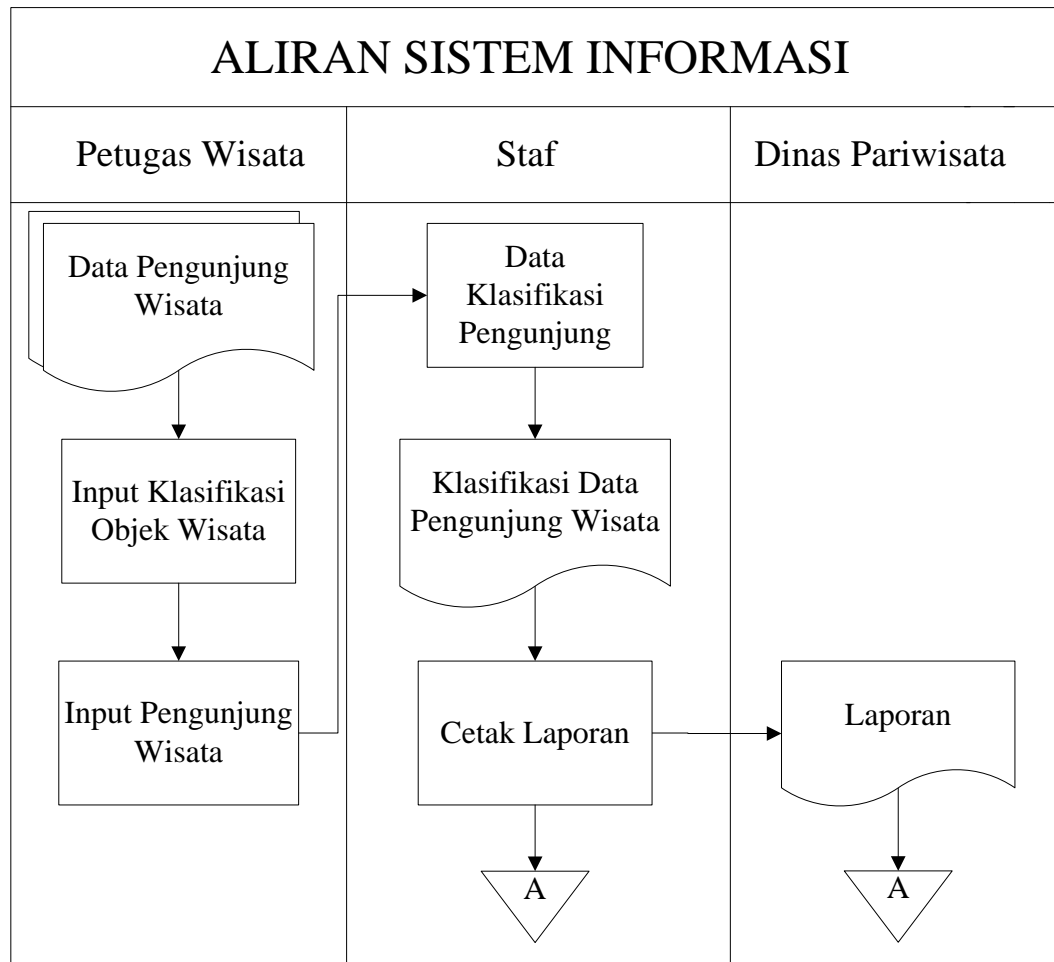 ALIRAN SISTEM INFORMASI
Petugas Wisata
Staf
Dinas Pariwisata
Data Pengunjung
Wisata
Input Klasifikasi
Objek Wisata
Input Pengunjung
Wisata
Data
Klasifikasi
Pengunjung
Klasifikasi Data
Pengunjung Wisata
Cetak Laporan
A
Laporan
A